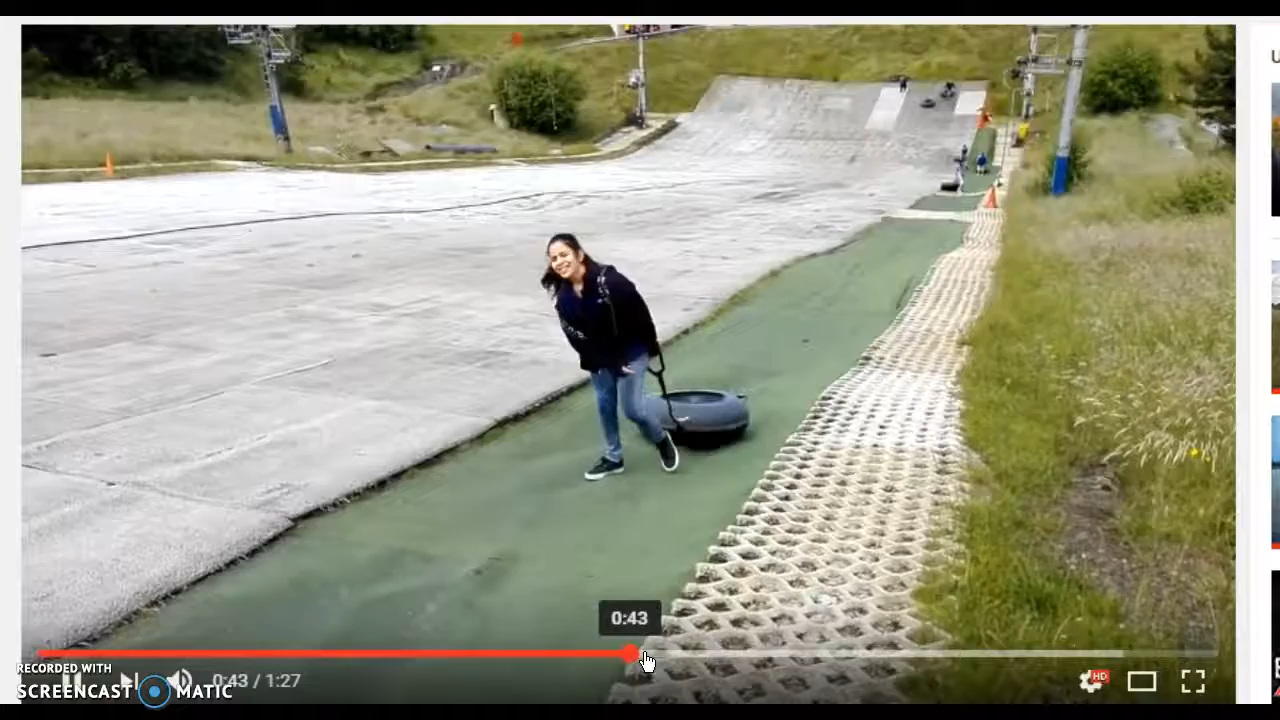 U
0:43
RECORDED WITH
SCREENCAST MATIC
0:43 / 1:27
HD